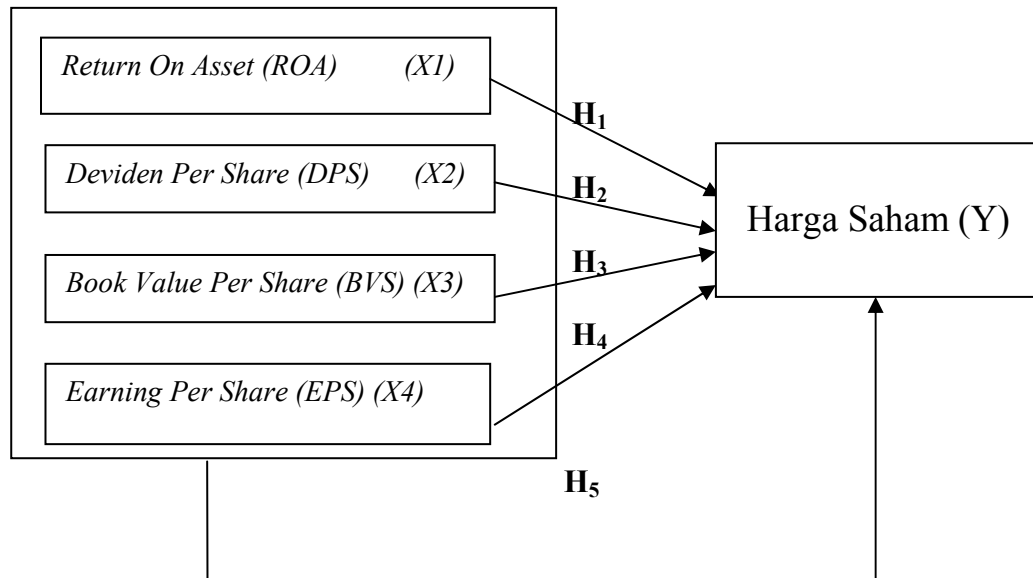 Return On Asset (ROA) (X1)
H1
Deviden Per Share (DPS) (X2)
H2
Harga Saham (Y)
Book Value Per Share (BVS) (X3)
H3
H4
Earning Per Share (EPS) (X4)
H5